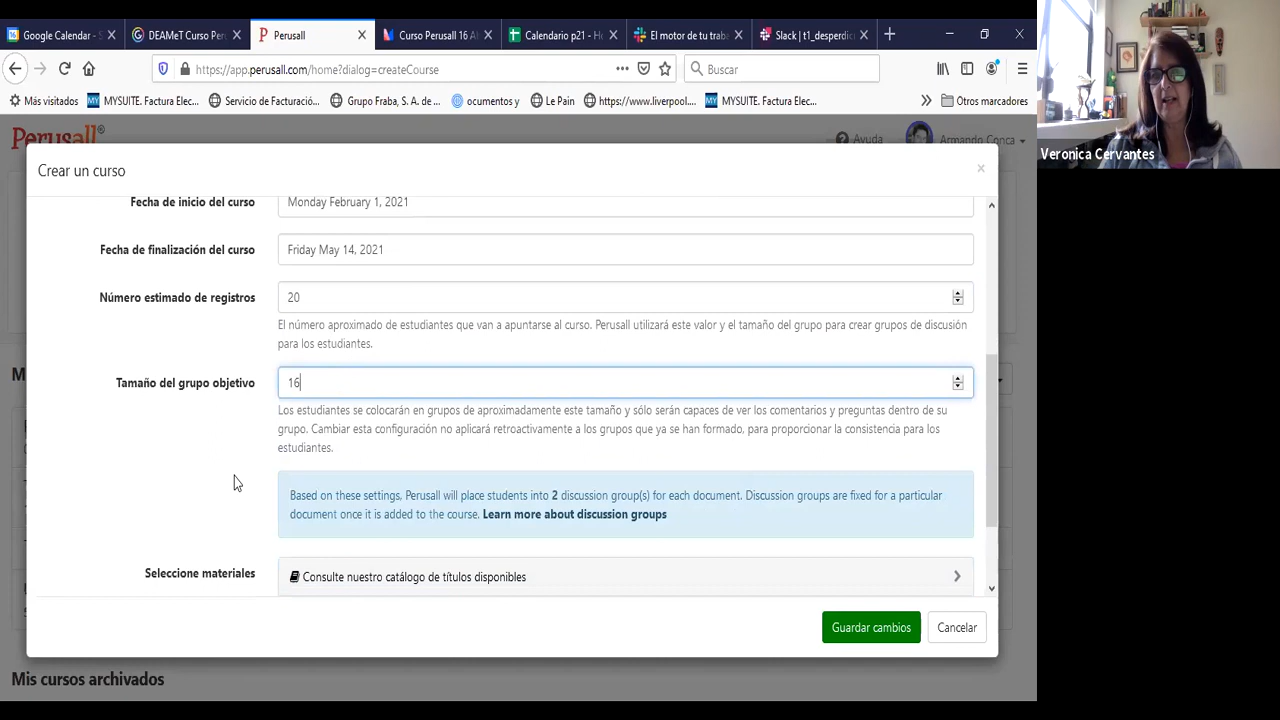 Google Calendar - S
DEAMeT Curso Per
Perusall
Curso Perusall 16 Al
Calendario p21 - Ho
El motor de tu traba
Slack | t1_desperdic
https://app.perusall.com/home?dialog=createCourse
Buscar
Más visitados
MYSUITE. Factura Elec...
Servicio de Facturació...
Grupo Fraba, S. A. de ...
ocumentos y
Le Pain
https://www.liverpool....
MYSUITE. Factura Elec...
Otros marcadores
Perusall®
Ayuda
Armando Conca
Veronica Cervantes
Crear un curso
Fecha de inicio del curso
Monday February 1, 2021
Fecha de finalización del curso
Friday May 14, 2021
Número estimado de registros
20
El número aproximado de estudiantes que van a apuntarse al curso. Perusall utilizará este valor y el tamaño del grupo para crear grupos de discusión
para los estudiantes.
Tamaño del grupo objetivo
16
Los estudiantes se colocarán en grupos de aproximadamente este tamaño y sólo serán capaces de ver los comentarios y preguntas dentro de su
grupo. Cambiar esta configuración no aplicará retroactivamente a los grupos que ya se han formado, para proporcionar la consistencia para los
estudiantes.
Based on these settings, Perusall will place students into 2 discussion group(s) for each document. Discussion groups are fixed for a particular
document once it is added to the course. Learn more about discussion groups
Seleccione materiales
Consulte nuestro catálogo de títulos disponibles
Guardar cambios
Cancelar
Mis cursos archivados